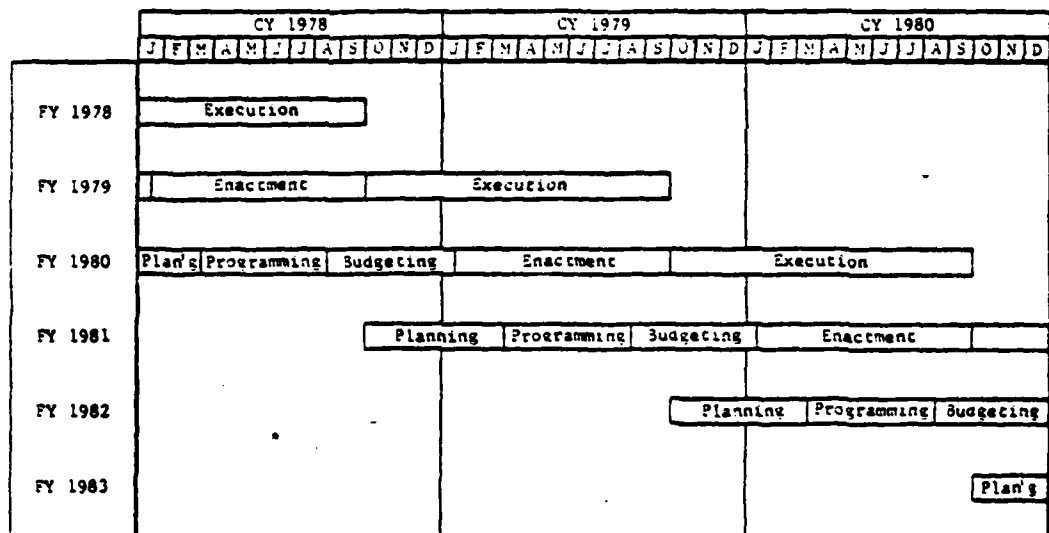 CY 1978 CY 1979 CY 1980
J F M A M J J A S O N D J F M A M J J A S O N D J F M A M J J A S O N D
FY 1978 Execution
FY 1979 Enactment Execution
FY 1980 Plan'g Programming Budgeting Enactment Execution
FY 1981 Planning Programming Budgeting Enactment
FY 1982 Planning Programming Budgeting
FY 1983 Plan'g